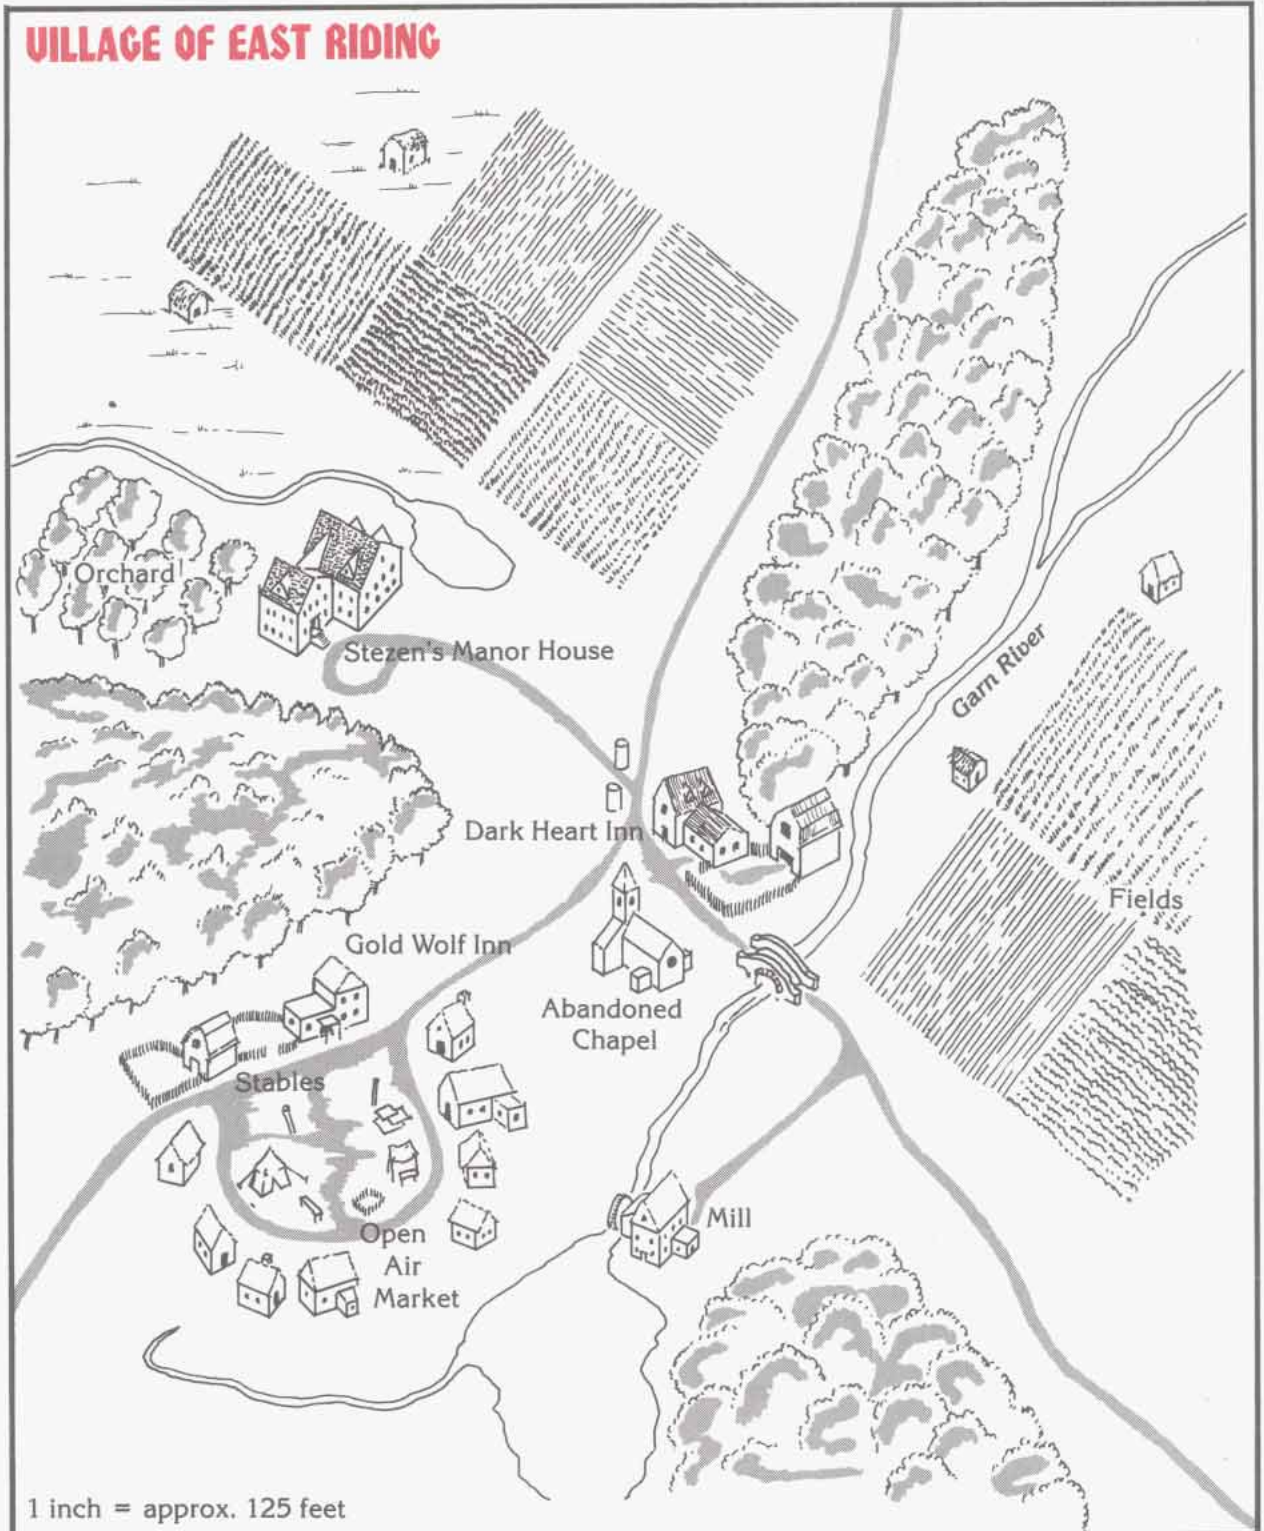 VILLAGE OF EAST RIDING
Orchard
Stezen's Manor House
Garn River
Dark Heart Inn
Fields
Gold Wolf Inn
Abandoned
Chapel
Stables
Mill
Open
Air
Market
1 inch = approx. 125 feet